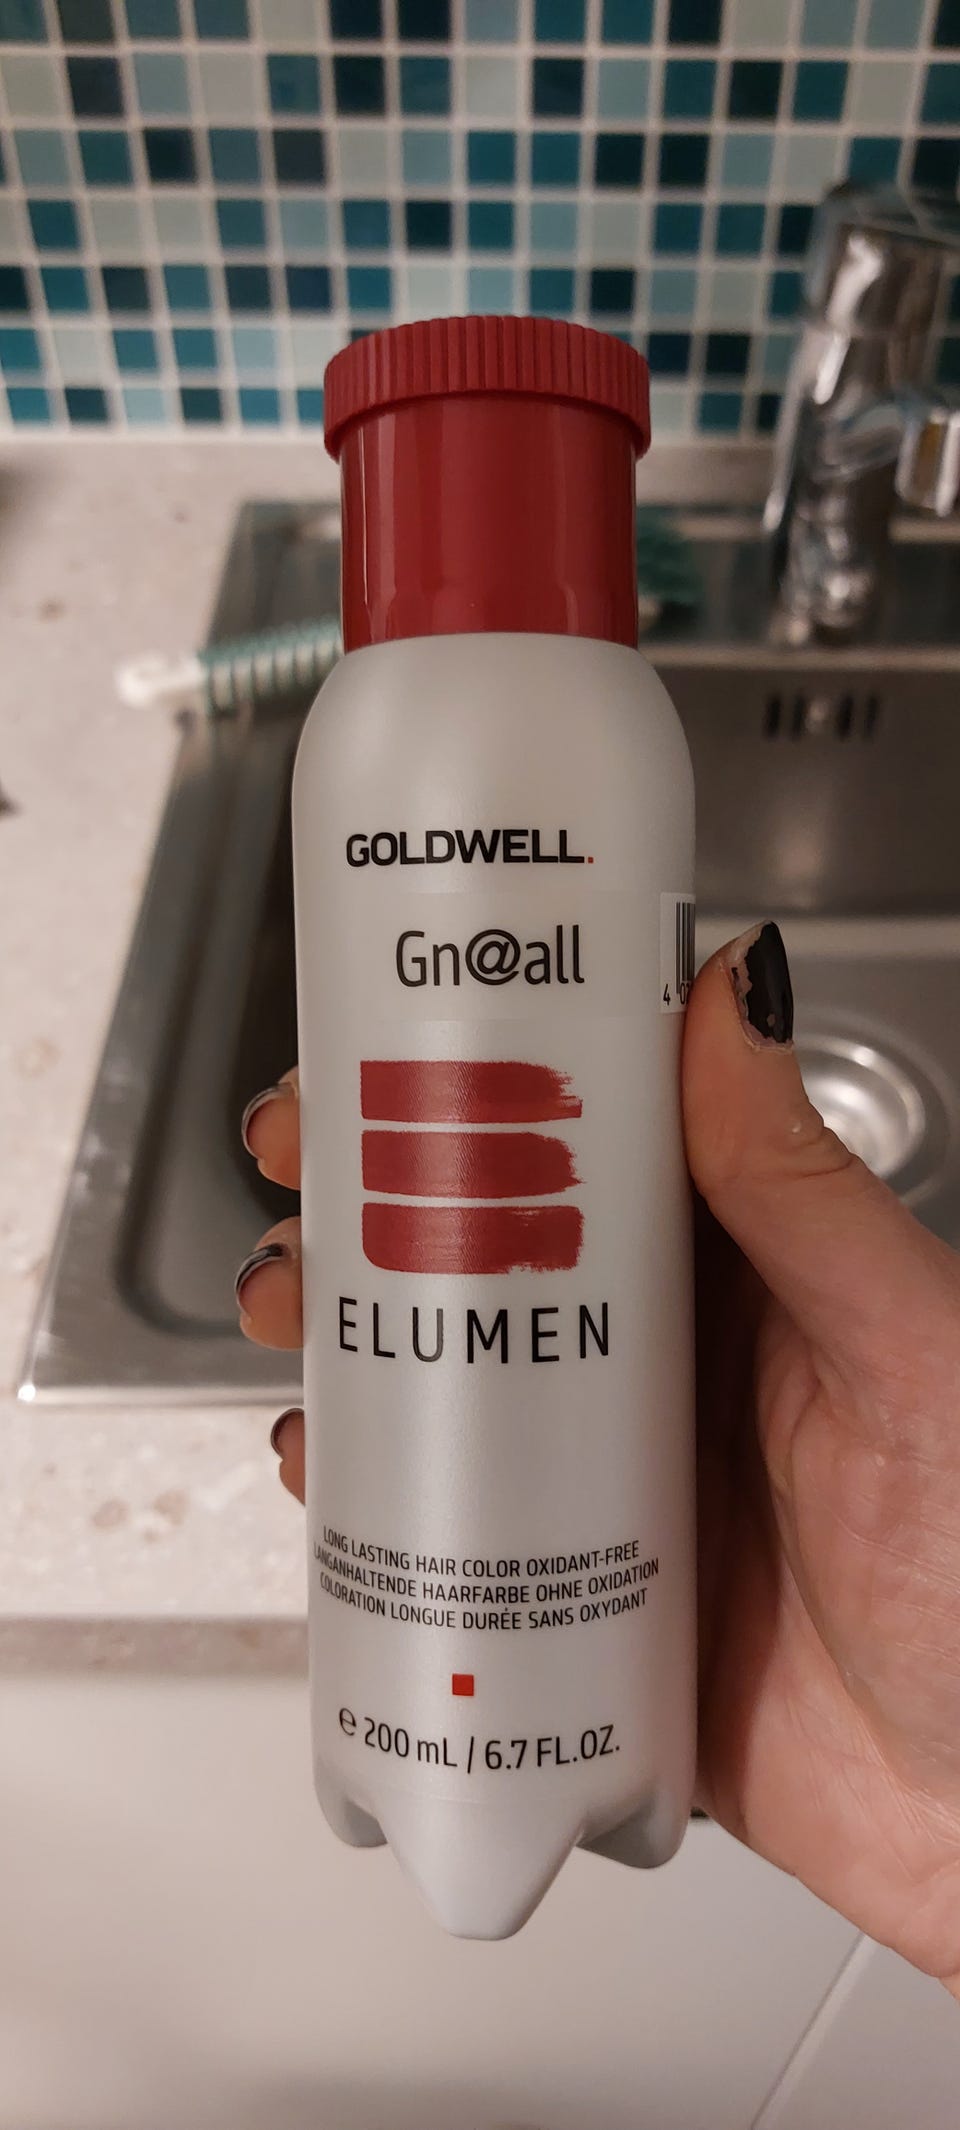 GOLDWELL.
Gn@all
4
ELUMEN
LONG LASTING HAIR COLOR OXIDANT-FREE
LANGANHALTENDE HAARFARBE OHNE OXIDATION
COLORATION LONGUE DURÉE SANS OXYDANT
e 200 mL / 6.7 FL.OZ.